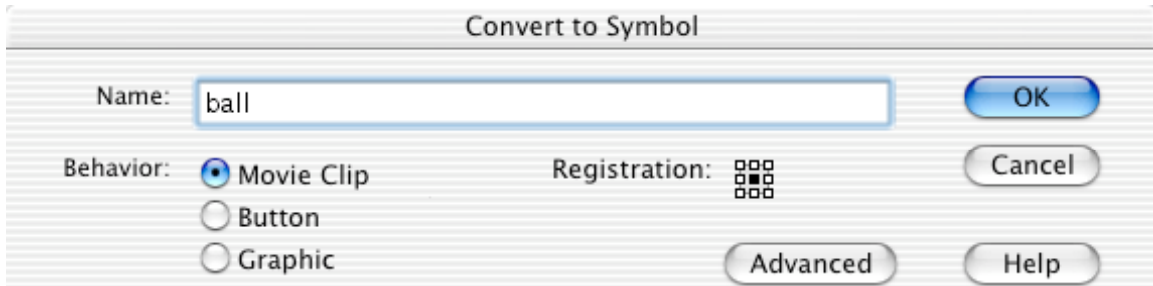 Convert to Symbol
Name: ball OK
Behavior: Movie Clip Registration: Cancel
Button
Graphic Advanced Help